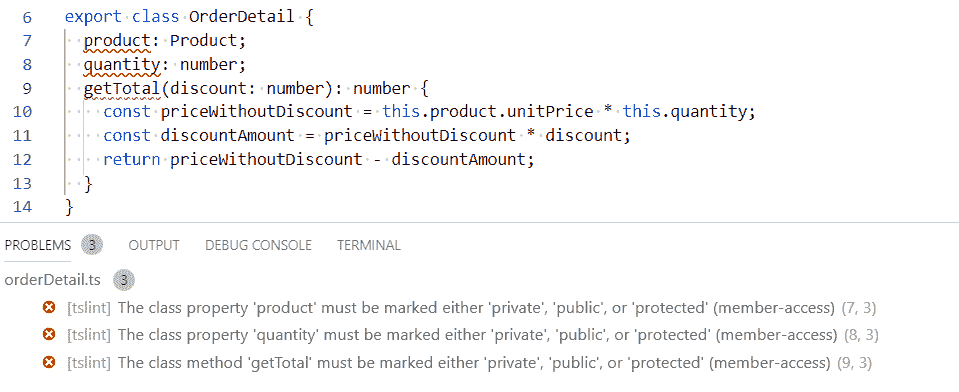 6 export class OrderDetail {
7 product: Product;
8 quantity: number;
9 getTotal(discount: number): number {
10 const priceWithoutDiscount = this.product.unitPrice * this.quantity;
11 const discountAmount = priceWithoutDiscount * discount;
12 return priceWithoutDiscount - discountAmount;
13 }
14 }
PROBLEMS 3 OUTPUT DEBUG CONSOLE TERMINAL
orderDetail.ts 3
[tslint] The class property 'product' must be marked either 'private', 'public', or 'protected' (member-access) (7, 3)
[tslint] The class property 'quantity' must be marked either 'private', 'public', or 'protected' (member-access) (8, 3)
[tslint] The class method 'getTotal' must be marked either 'private', 'public', or 'protected' (member-access) (9, 3)